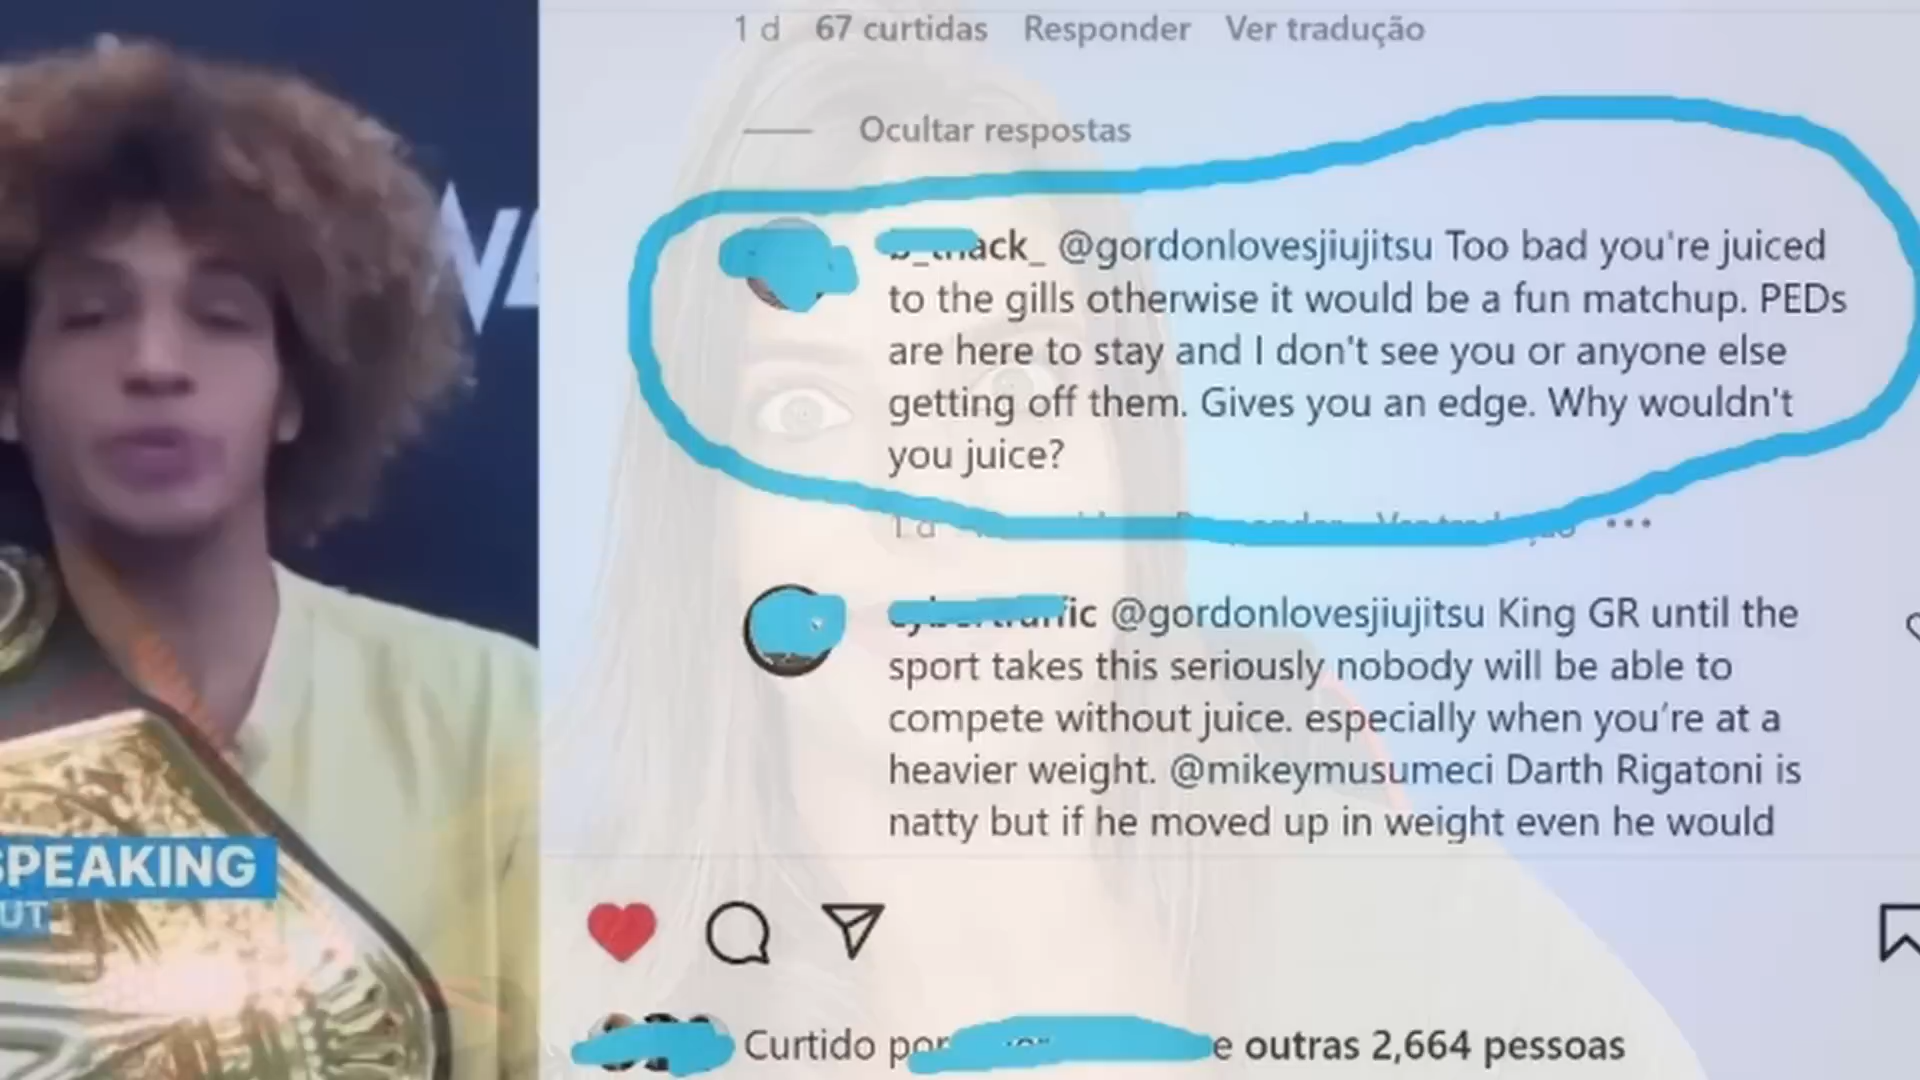 1 d 67 curtidas Responder Ver tradução
Ocultar respostas
@gordonlovesjiujitsu Too bad you're juiced
to the gills otherwise it would be a fun matchup. PEDs
are here to stay and I don't see you or anyone else
getting off them. Gives you an edge. Why wouldn't
you juice?
1 d
@gordonlovesjiujitsu King GR until the
sport takes this seriously nobody will be able to
compete without juice. especially when you’re at a
heavier weight. @mikeymusumeci Darth Rigatoni is
natty but if he moved up in weight even he would
SPEAKING
Curtido por e outras 2,664 pessoas